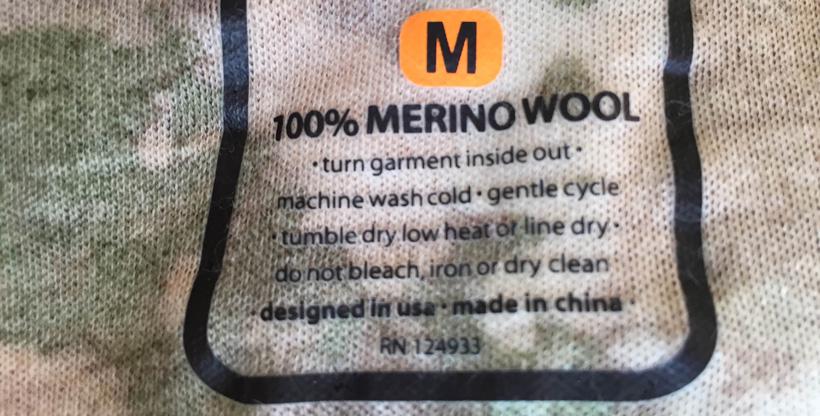 M
100% MERINO WOOL
• turn garment inside out •
machine wash cold • gentle cycle
• tumble dry low heat or line dry •
do not bleach, iron or dry clean
• designed in usa • made in china •
RN 124933